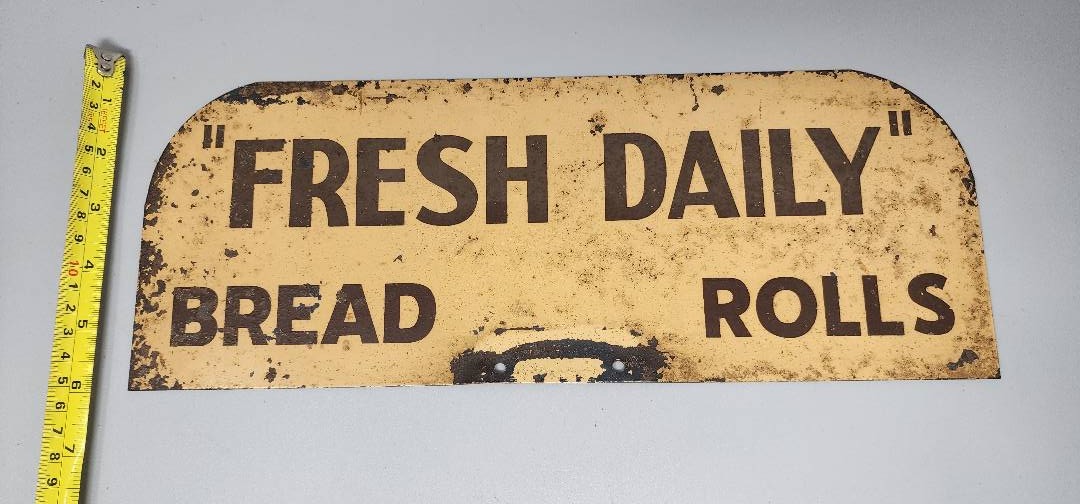 "FRESH DAILY"
BREAD ROLLS